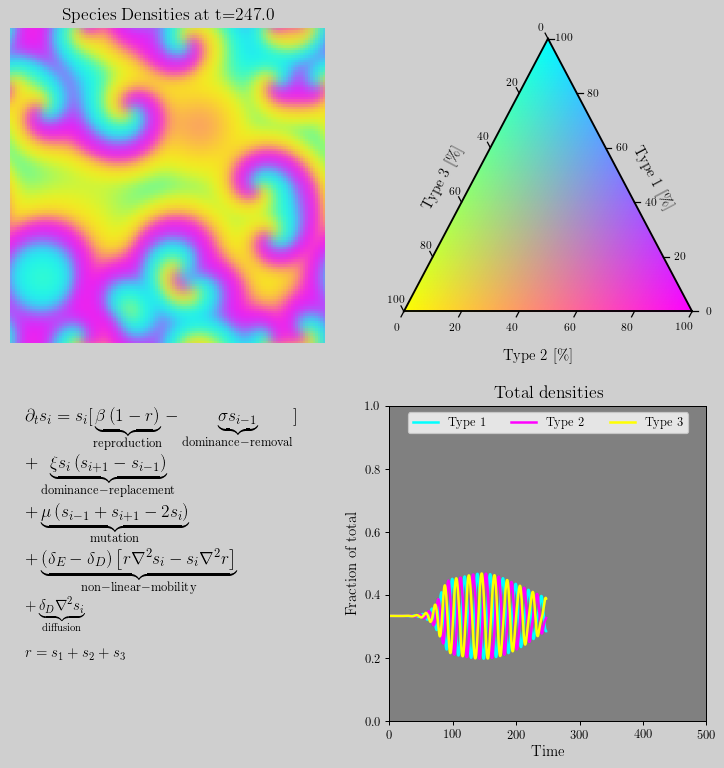 Species Densities at t=247.0
0
100
20
80
40
60
60
40
80
20
100
0
0
20
40
60
80
100
Type 3 [%]
Type 1 [%]
Type 2 [%]
∂ₜsᵢ = sᵢ[ β (1 − r) − σsᵢ₋₁ ]
reproduction dominance−removal
+ ξsᵢ (sᵢ₊₁ − sᵢ₋₁)
dominance−replacement
+ μ (sᵢ₋₁ + sᵢ₊₁ − 2sᵢ)
mutation
+ (δ_E − δ_D) [r∇²sᵢ − sᵢ∇²r]
non−linear−mobility
+ δ_D∇²sᵢ
diffusion
r = s₁ + s₂ + s₃
Total densities
Type 1 Type 2 Type 3
1.0
0.8
0.6
0.4
0.2
0.0
Fraction of total
0 100 200 300 400 500
Time